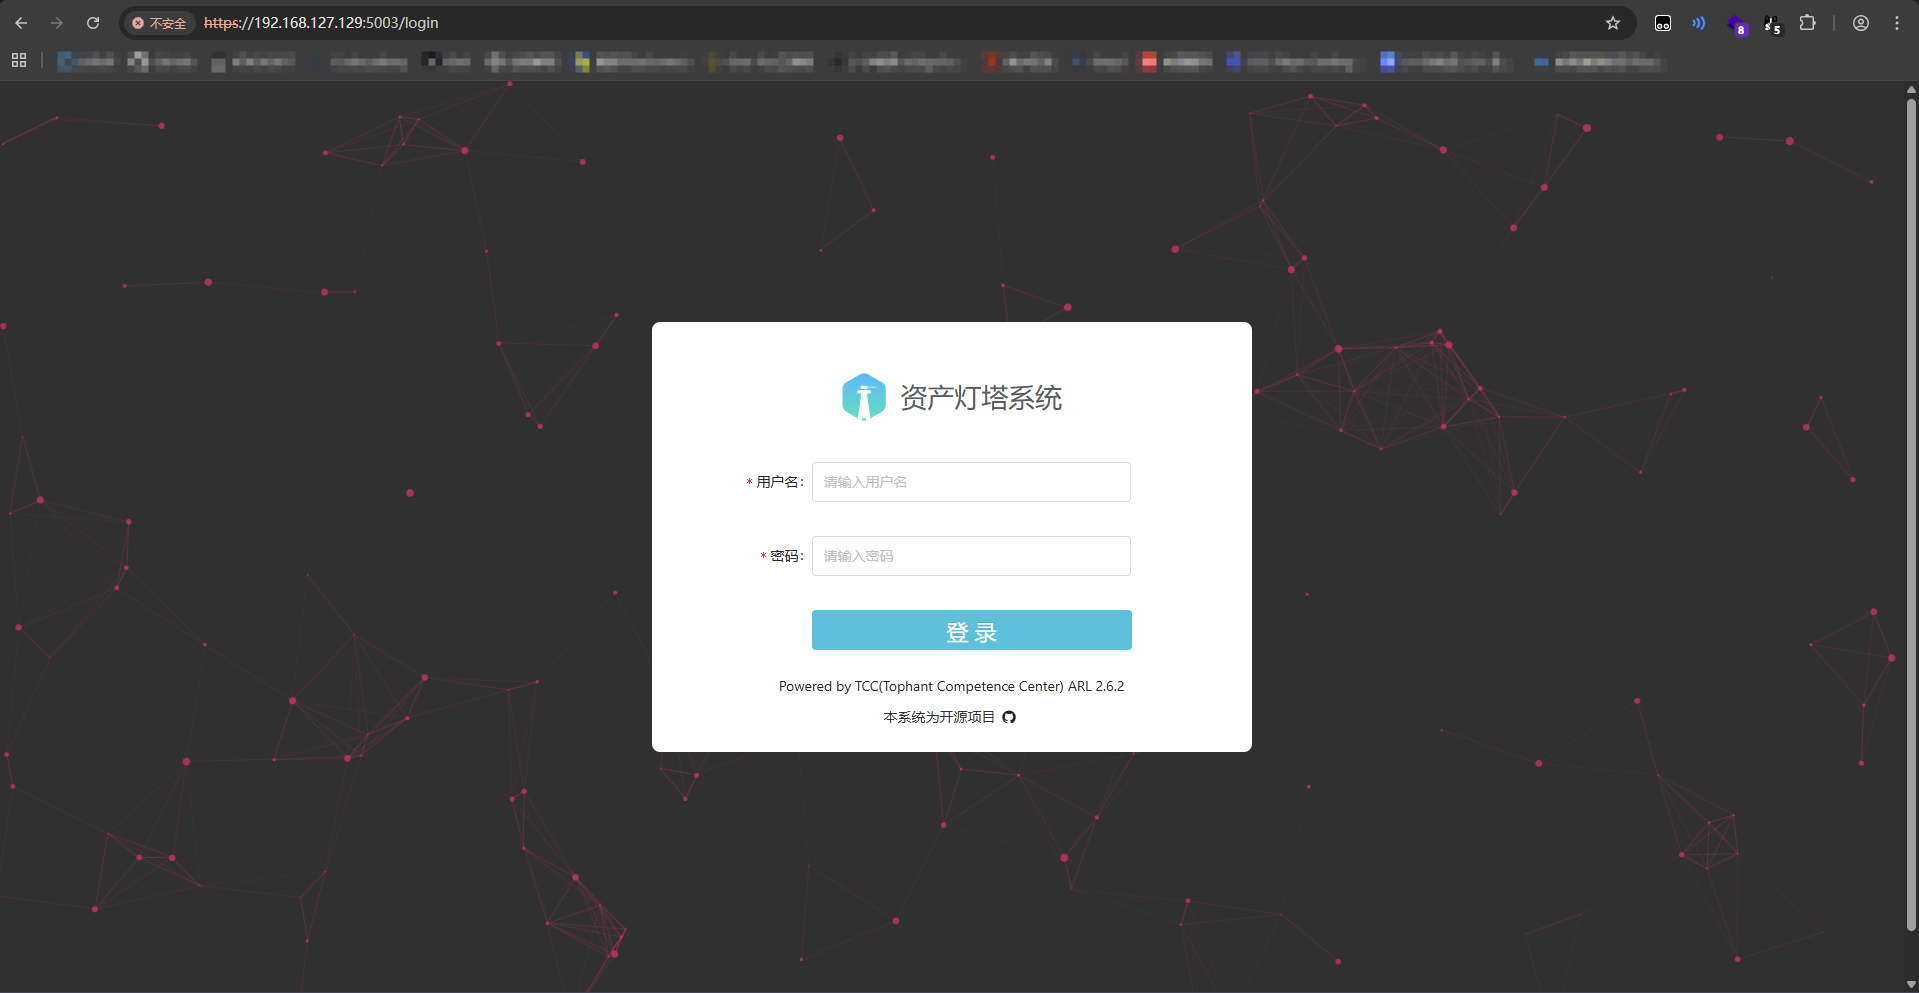 不安全 https://192.168.127.129:5003/login
8
5
资产灯塔系统
* 用户名: 请输入用户名
* 密码: 请输入密码
登 录
Powered by TCC(Tophant Competence Center) ARL 2.6.2
本系统为开源项目